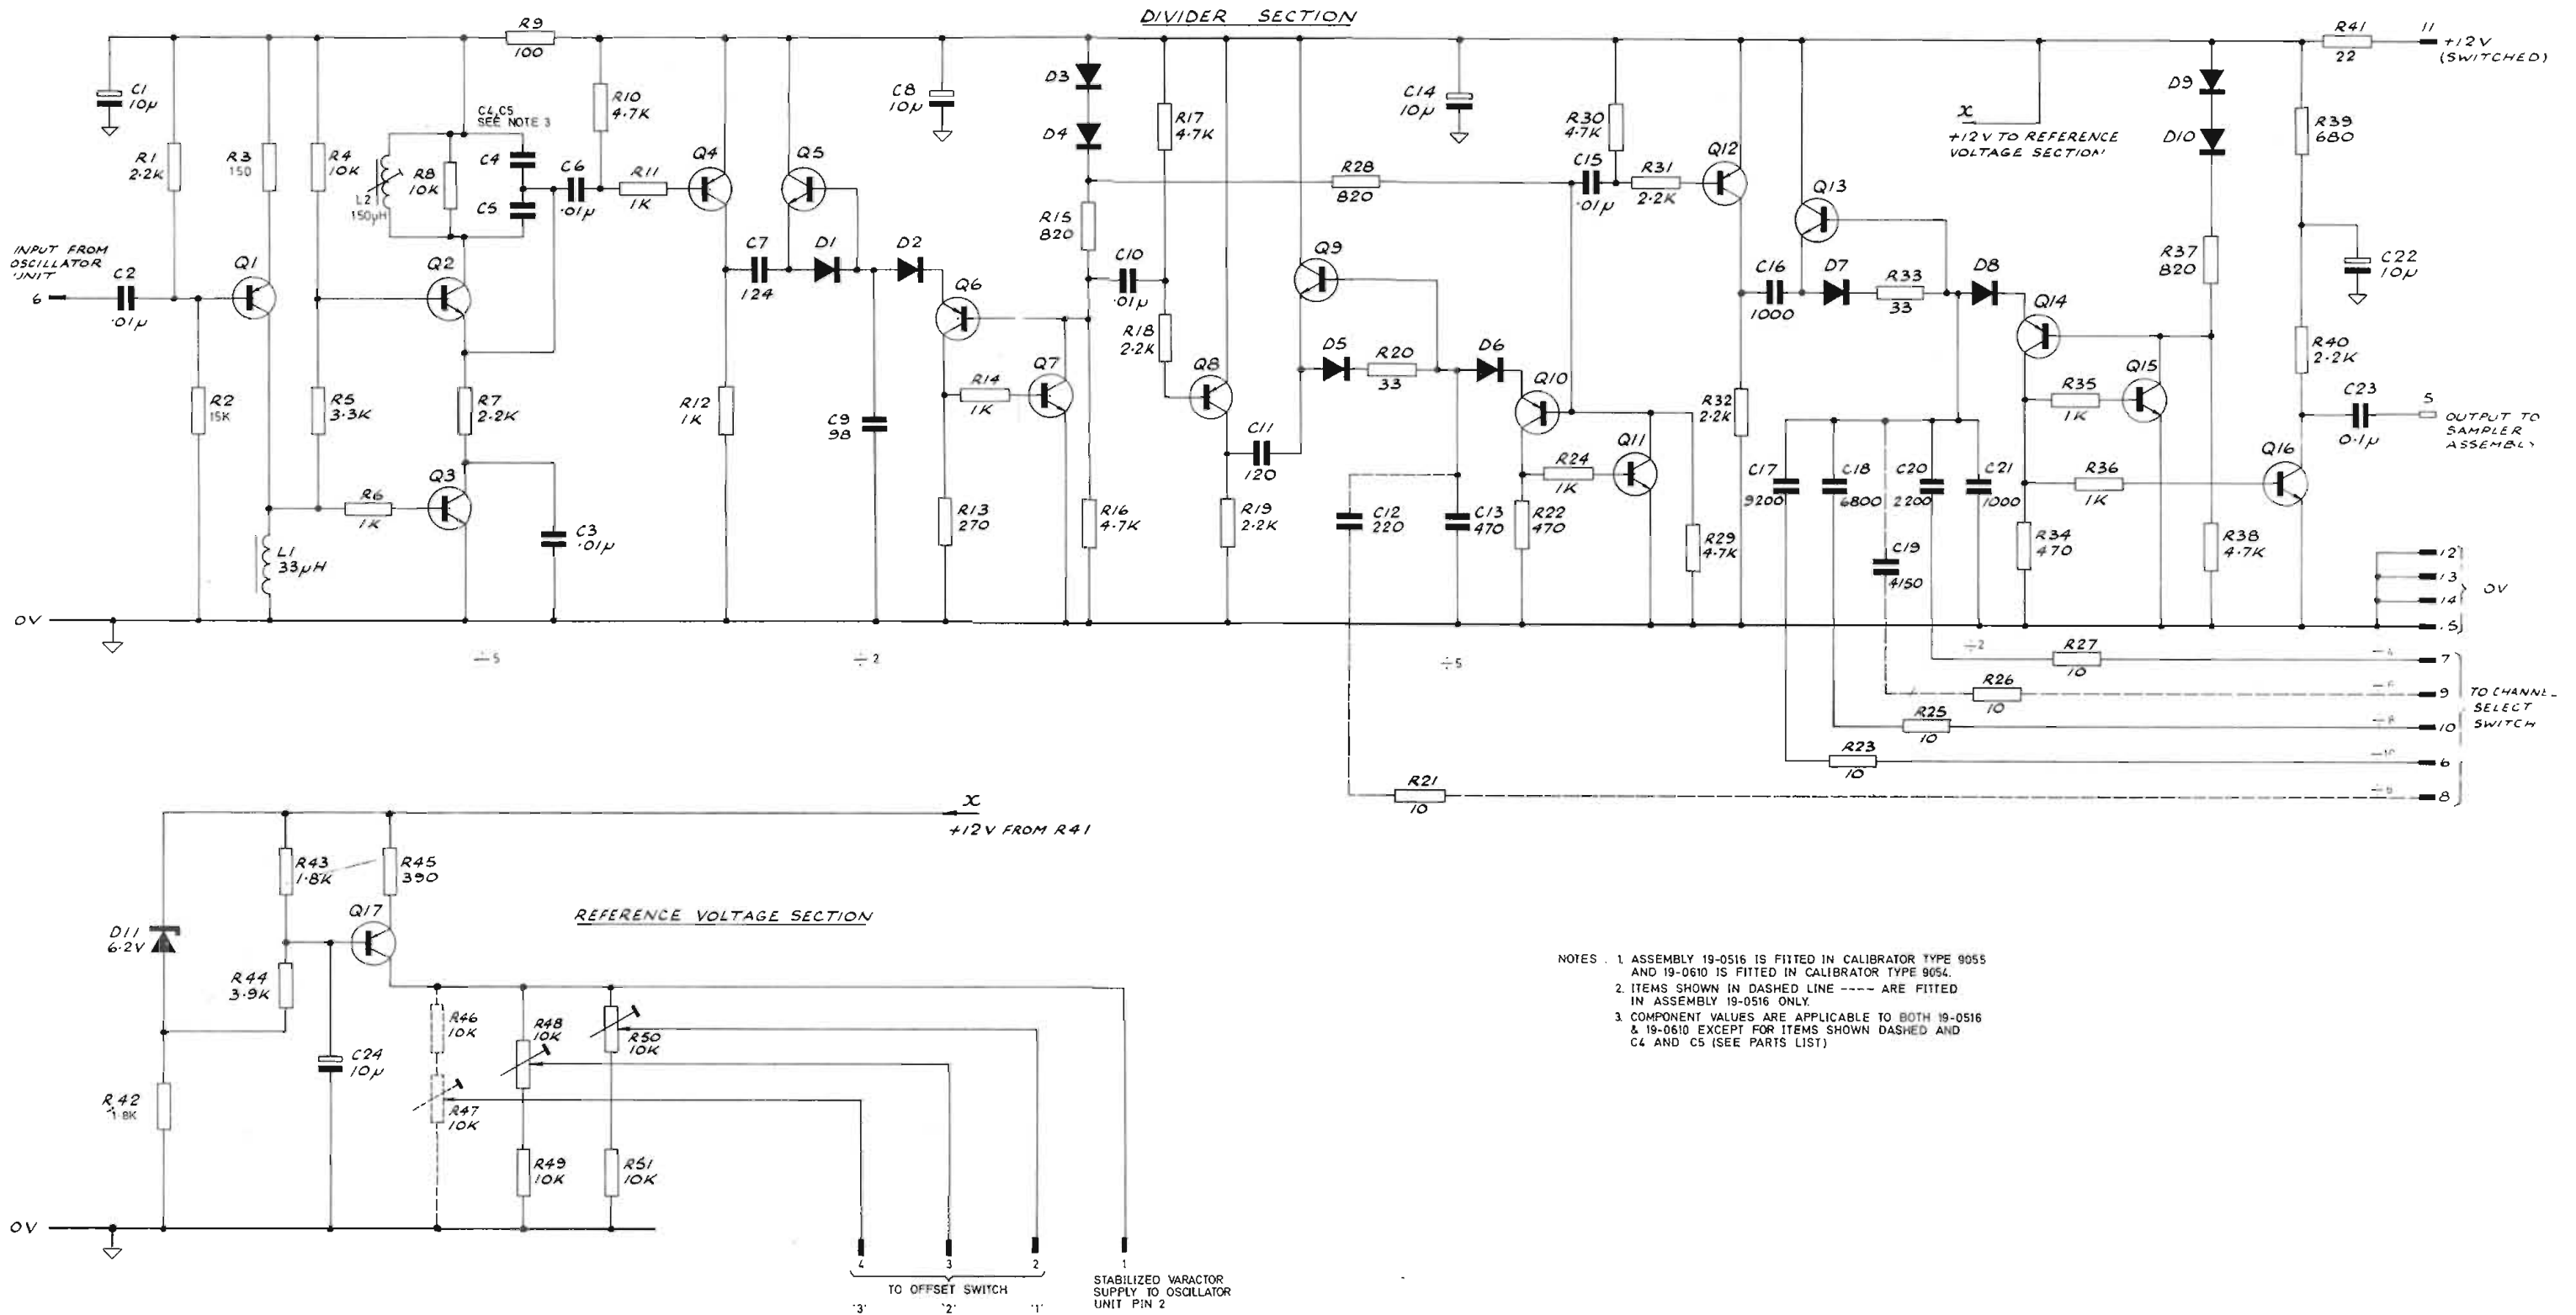 DIVIDER SECTION
R9
100
R41
22
11
+12V
(SWITCHED)
C1
10µ
R1
2.2K
R3
150
R4
10K
L2
150µH
R8
10K
C4,C5
SEE NOTE 3
C4
C5
C6
.01µ
R10
4.7K
R11
1K
Q4
Q5
C8
10µ
D3
D4
R17
4.7K
C14
10µ
R30
4.7K
C15
.01µ
R31
2.2K
Q12
Q13
x
+12V TO REFERENCE
VOLTAGE SECTION
D9
D10
R39
680
INPUT FROM
OSCILLATOR
UNIT
6
C2
.01µ
Q1
Q2
C7
124
D1
D2
Q6
R15
820
R28
820
C10
.01µ
R18
2.2K
Q9
C16
1000
D7
R33
33
D8
Q14
R37
820
C22
10µ
R2
15K
R5
3.3K
R7
2.2K
R12
1K
C9
98
R14
1K
Q7
Q8
D5
R20
33
D6
Q10
R32
2.2K
R35
1K
Q15
R40
2.2K
C23
0.1µ
5
OUTPUT TO
SAMPLER
R6
1K
Q3
C3
.01µ
L1
33µH
R13
270
R16
4.7K
C11
120
R19
2.2K
C12
220
C13
470
R22
470
R24
1K
Q11
R29
4.7K
C17
9200
C18
6800
C19
4150
C20
2200
C21
1000
R36
1K
Q16
R34
470
R38
4.7K
12
13
14
0V
0V
÷5
÷2
÷5
÷2
R27
10
7
R26
10
9
R25
10
10
R23
10
6
R21
10
8
SELECT
SWITCH
x
+12V FROM R41
R43
1.8K
R45
390
Q17
REFERENCE VOLTAGE SECTION
D11
6.2V
R44
3.9K
C24
10µ
R42
1.8K
R46
10K
R47
10K
R48
10K
R50
10K
R49
10K
R51
10K
0V
4
3
2
1
TO OFFSET SWITCH
'3'
'2'
'1'
STABILIZED VARACTOR
SUPPLY TO OSCILLATOR
UNIT PIN 2
NOTES . 1. ASSEMBLY 19-0516 IS FITTED IN CALIBRATOR TYPE 9055
AND 19-0610 IS FITTED IN CALIBRATOR TYPE 9054.
2. ITEMS SHOWN IN DASHED LINE ---- ARE FITTED
IN ASSEMBLY 19-0516 ONLY.
3. COMPONENT VALUES ARE APPLICABLE TO BOTH 19-0516
& 19-0610 EXCEPT FOR ITEMS SHOWN DASHED AND
C4 AND C5 (SEE PARTS LIST)